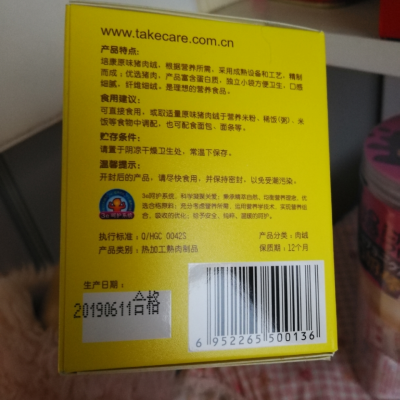 www.takecare.com.cn
产品特点:
培康原味猪肉绒,根据营养所需,采用成熟设备和工艺,精制
而成;优选猪肉,产品富含蛋白质,独立小袋方便卫生,口感
细腻,纤维细绒,是理想的营养食品。
食用建议:
可直接食用,或取适量原味猪肉绒于营养米粉,稀饭(粥)、米
饭等食物中调配,也可配食面包、面条等。
贮存条件:
请置于阴凉干燥卫生处,常温下保存。
温馨提示:
开封后的产品,请尽快食用,并保持密封,以免受潮污染。
执行标准:Q/HGC 0042S
产品分类:肉绒
产品类别:热加工熟肉制品
保质期:12个月
生产日期:
20190611合格
6 952265 500136